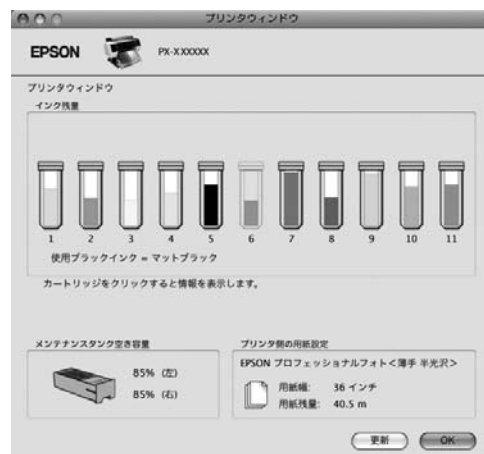 プリンタウィンドウ
EPSON PX-XXXXXX
プリンタウィンドウ
インク残量
1 2 3 4 5 6 7 8 9 10 11
使用ブラックインク = マットブラック
カートリッジをクリックすると情報を表示します。
メンテナンスタンク空き容量
85% (左)
85% (右)
プリンタ側の用紙設定
EPSON プロフェッショナルフォト<薄手 半光沢>
用紙幅: 36 インチ
用紙残量: 40.5 m
更新 OK